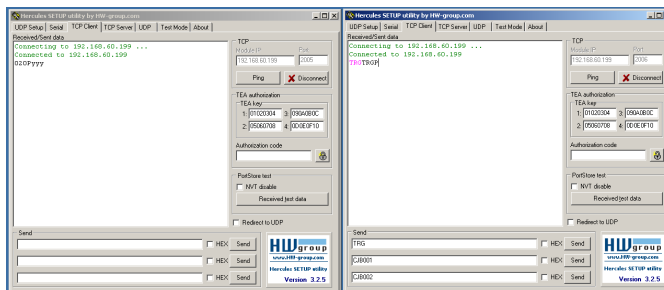 Hercules SETUP utility by HW-group.com
UDP Setup Serial TCP Client TCP Server UDP Test Mode About
Received/Sent data
Connecting to 192.168.60.199 ...
Connected to 192.168.60.199
020Pyyy
TCP
Module IP Port
192.168.60.199 2005
Ping Disconnect
TEA authorization
TEA key
1: 01020304 3: 090A0B0C
2: 05060708 4: 0D0E0F10
Authorization code
PortStore test
NVT disable
Received test data
Redirect to UDP
Send
HEX Send
HEX Send
HEX Send
HWgroup
www.HW-group.com
Hercules SETUP utility
Version 3.2.5
Hercules SETUP utility by HW-group.com
UDP Setup Serial TCP Client TCP Server UDP Test Mode About
Received/Sent data
Connecting to 192.168.60.199 ...
Connected to 192.168.60.199
TRGTRGP
TCP
Module IP Port
192.168.60.199 2006
Ping Disconnect
TEA authorization
TEA key
1: 01020304 3: 090A0B0C
2: 05060708 4: 0D0E0F10
Authorization code
PortStore test
NVT disable
Received test data
Redirect to UDP
Send
TRG HEX Send
CJB001 HEX Send
CJB002 HEX Send
HWgroup
www.HW-group.com
Hercules SETUP utility
Version 3.2.5